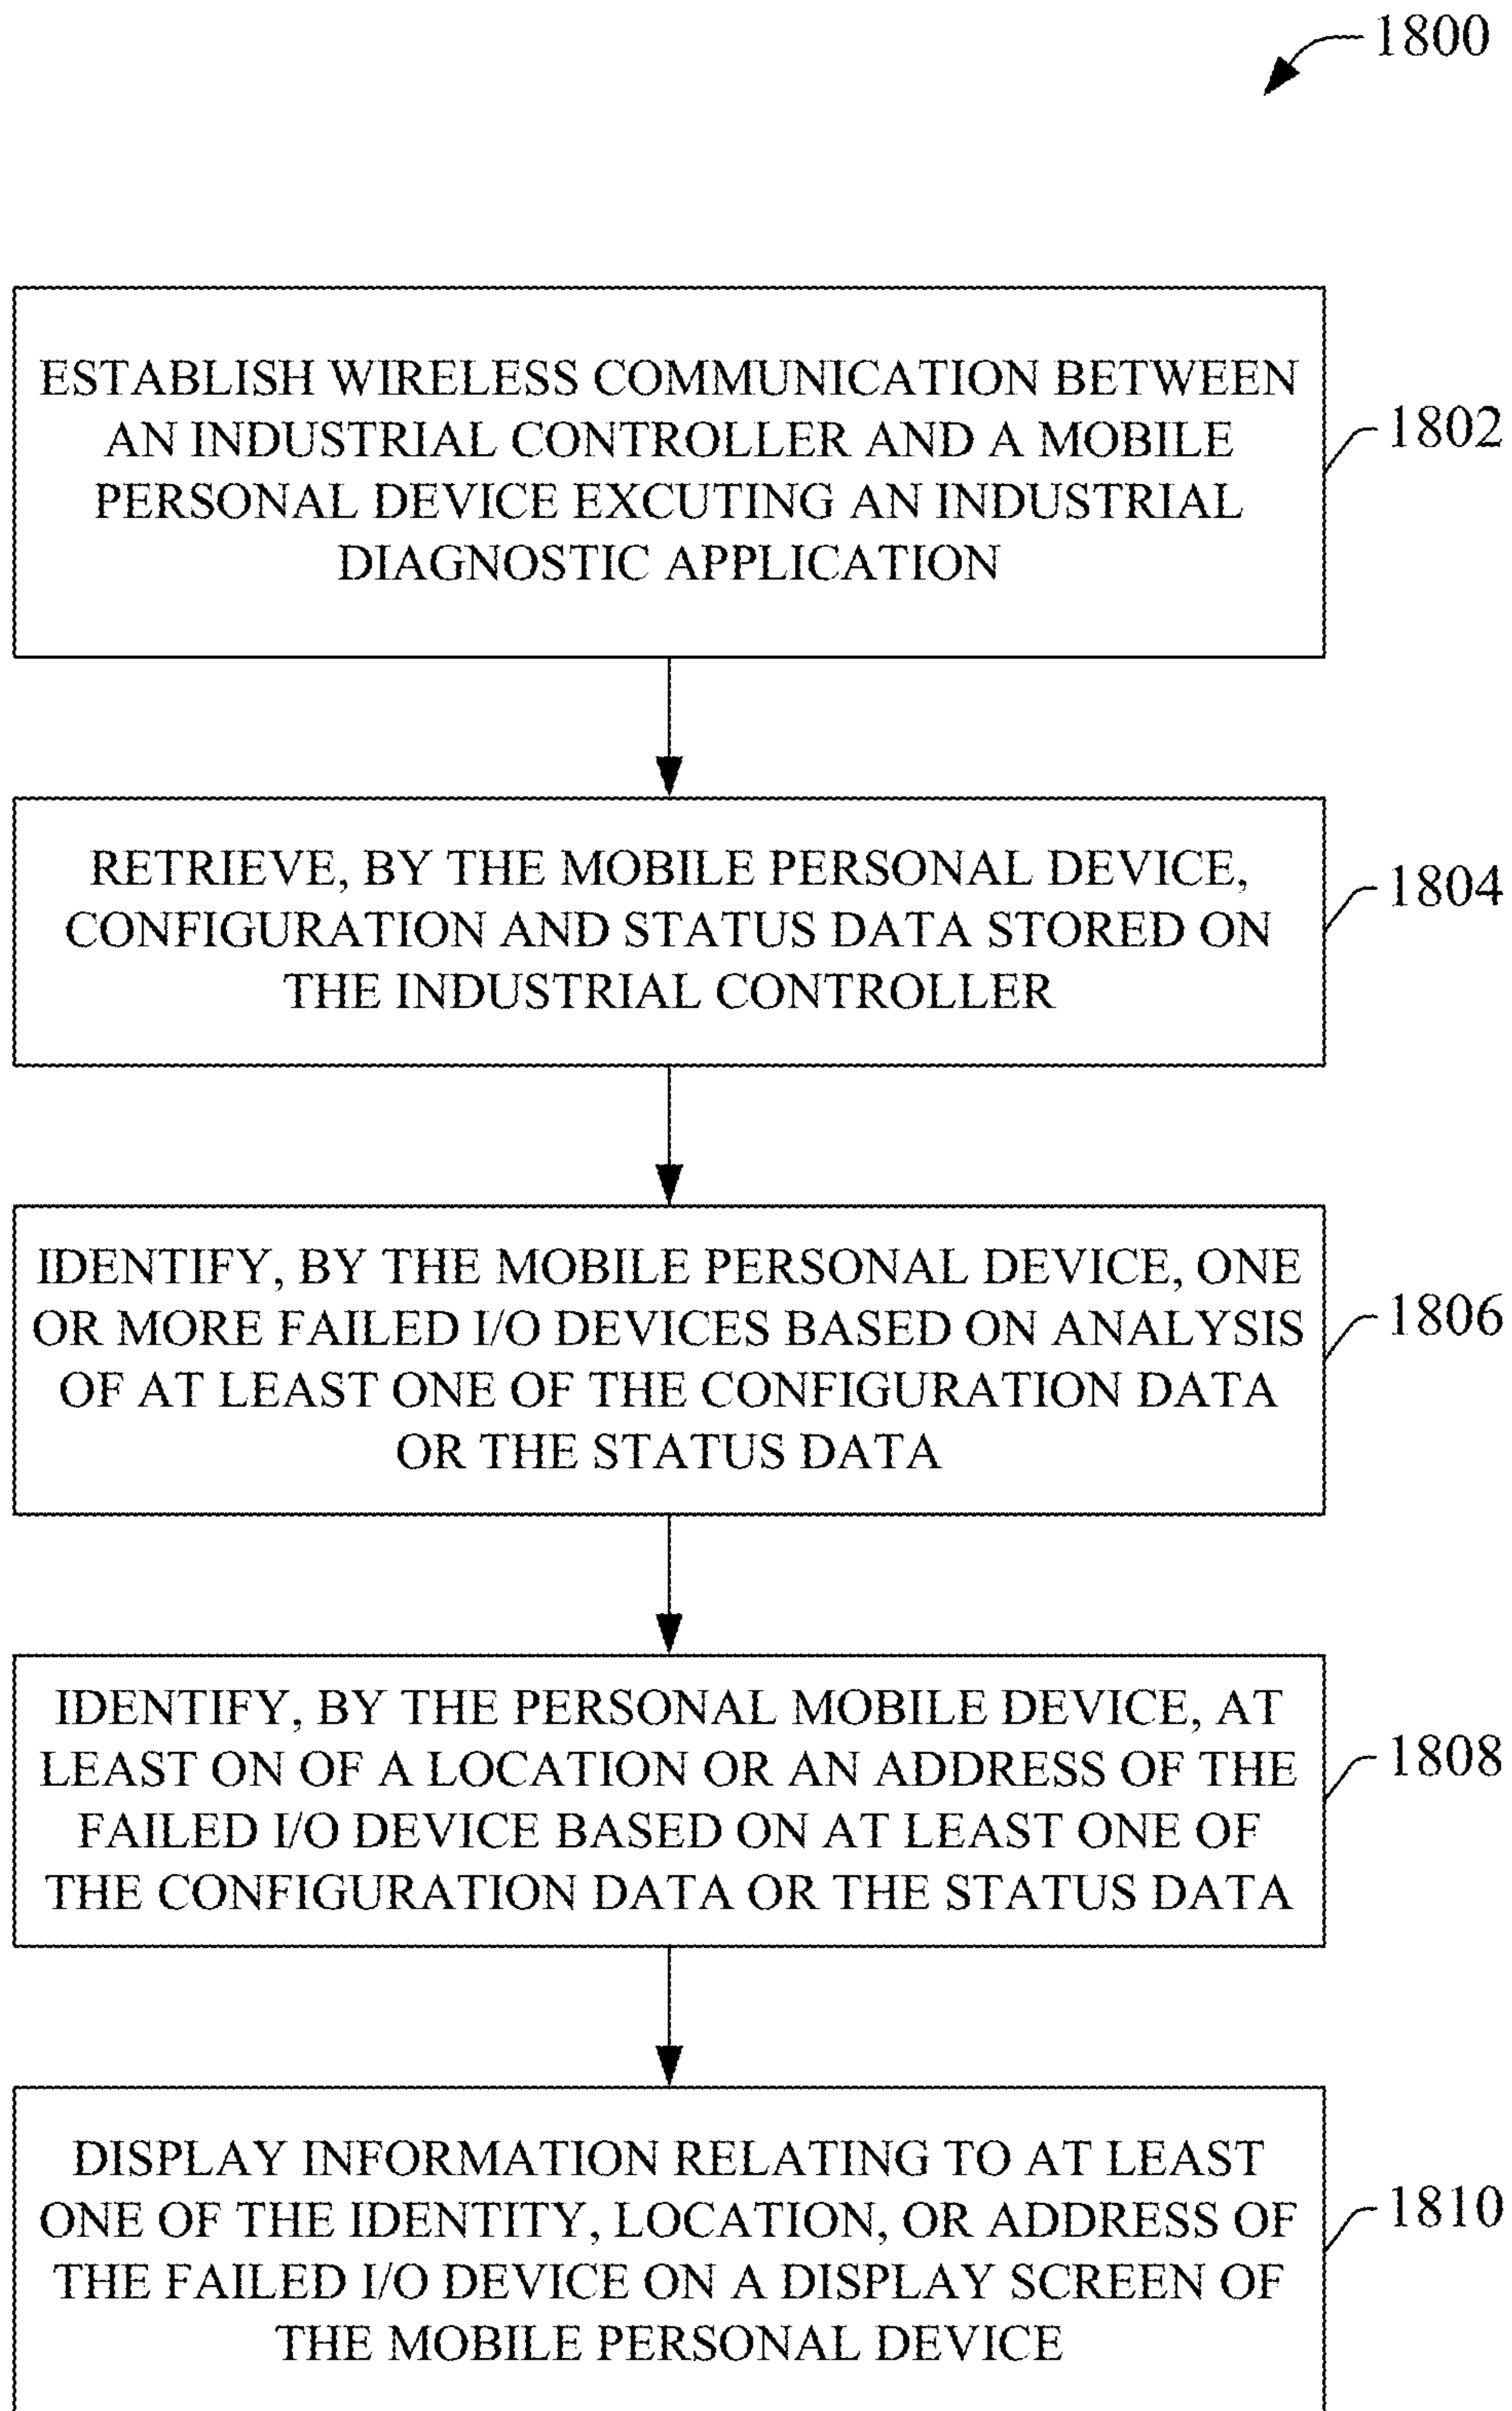 1800
ESTABLISH WIRELESS COMMUNICATION BETWEEN
AN INDUSTRIAL CONTROLLER AND A MOBILE
PERSONAL DEVICE EXCUTING AN INDUSTRIAL
DIAGNOSTIC APPLICATION
1802
RETRIEVE, BY THE MOBILE PERSONAL DEVICE,
CONFIGURATION AND STATUS DATA STORED ON
THE INDUSTRIAL CONTROLLER
1804
IDENTIFY, BY THE MOBILE PERSONAL DEVICE, ONE
OR MORE FAILED I/O DEVICES BASED ON ANALYSIS
OF AT LEAST ONE OF THE CONFIGURATION DATA
OR THE STATUS DATA
1806
IDENTIFY, BY THE PERSONAL MOBILE DEVICE, AT
LEAST ON OF A LOCATION OR AN ADDRESS OF THE
FAILED I/O DEVICE BASED ON AT LEAST ONE OF
THE CONFIGURATION DATA OR THE STATUS DATA
1808
DISPLAY INFORMATION RELATING TO AT LEAST
ONE OF THE IDENTITY, LOCATION, OR ADDRESS OF
THE FAILED I/O DEVICE ON A DISPLAY SCREEN OF
THE MOBILE PERSONAL DEVICE
1810